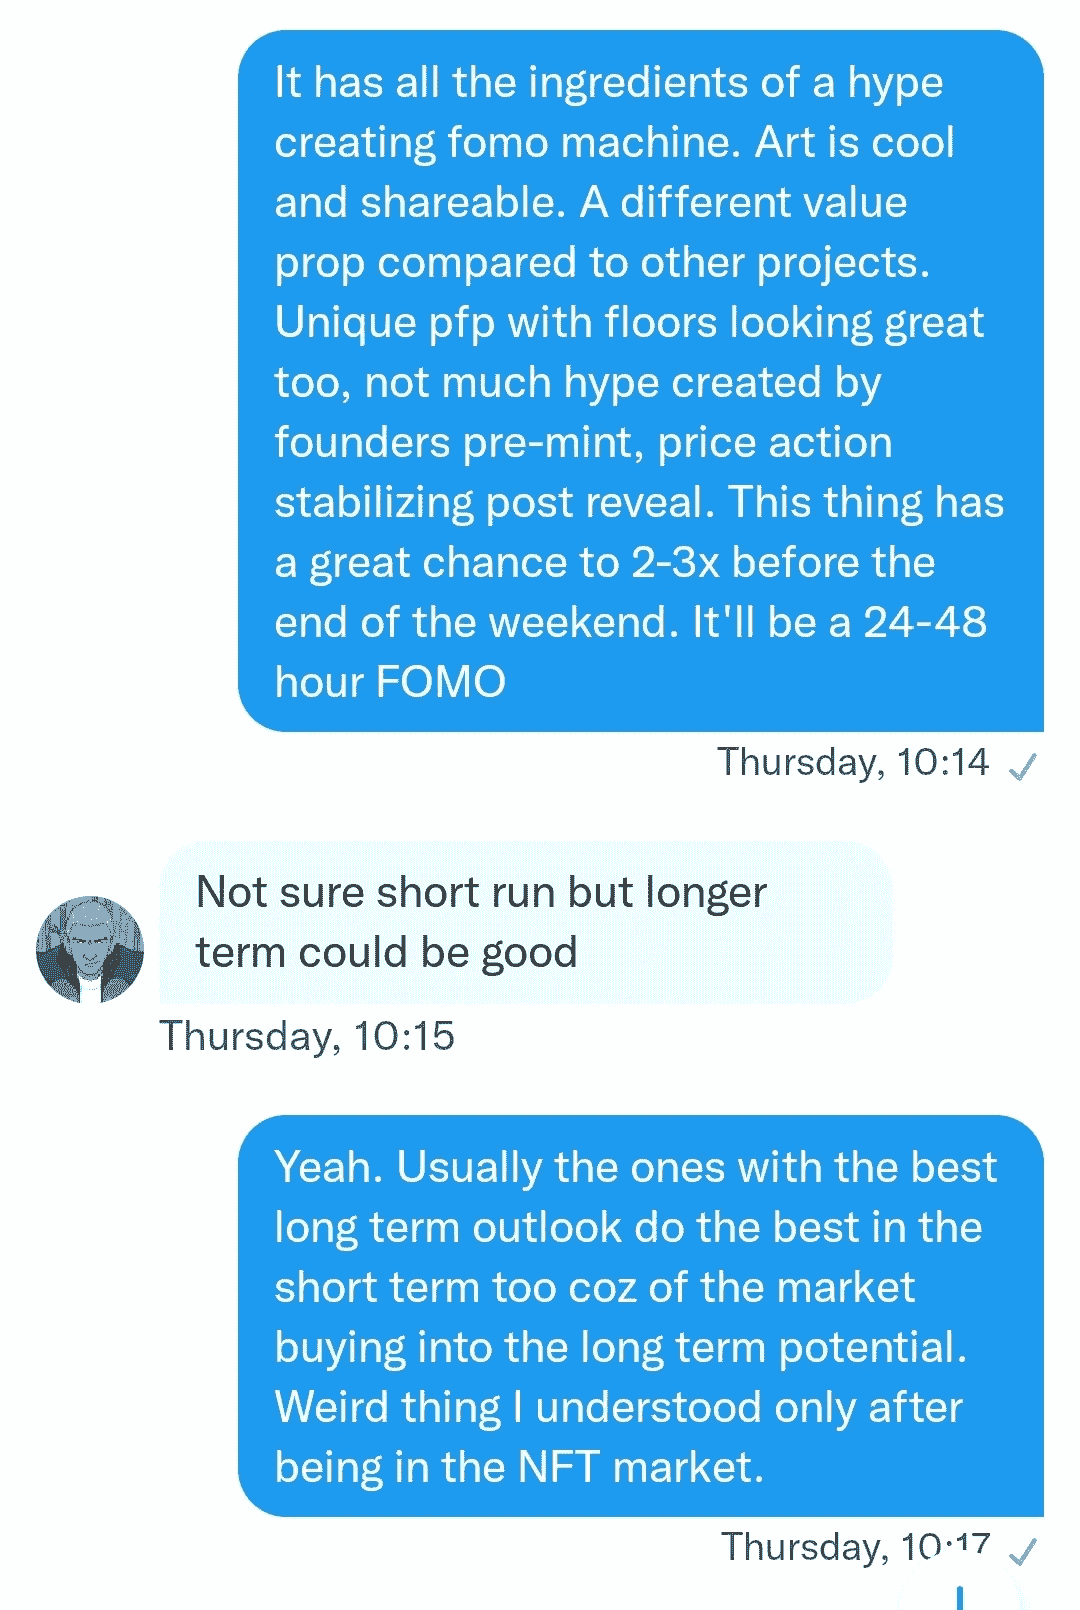 It has all the ingredients of a hype
creating fomo machine. Art is cool
and shareable. A different value
prop compared to other projects.
Unique pfp with floors looking great
too, not much hype created by
founders pre-mint, price action
stabilizing post reveal. This thing has
a great chance to 2-3x before the
end of the weekend. It'll be a 24-48
hour FOMO
Thursday, 10:14
Not sure short run but longer
term could be good
Thursday, 10:15
Yeah. Usually the ones with the best
long term outlook do the best in the
short term too coz of the market
buying into the long term potential.
Weird thing I understood only after
being in the NFT market.
Thursday, 10:17